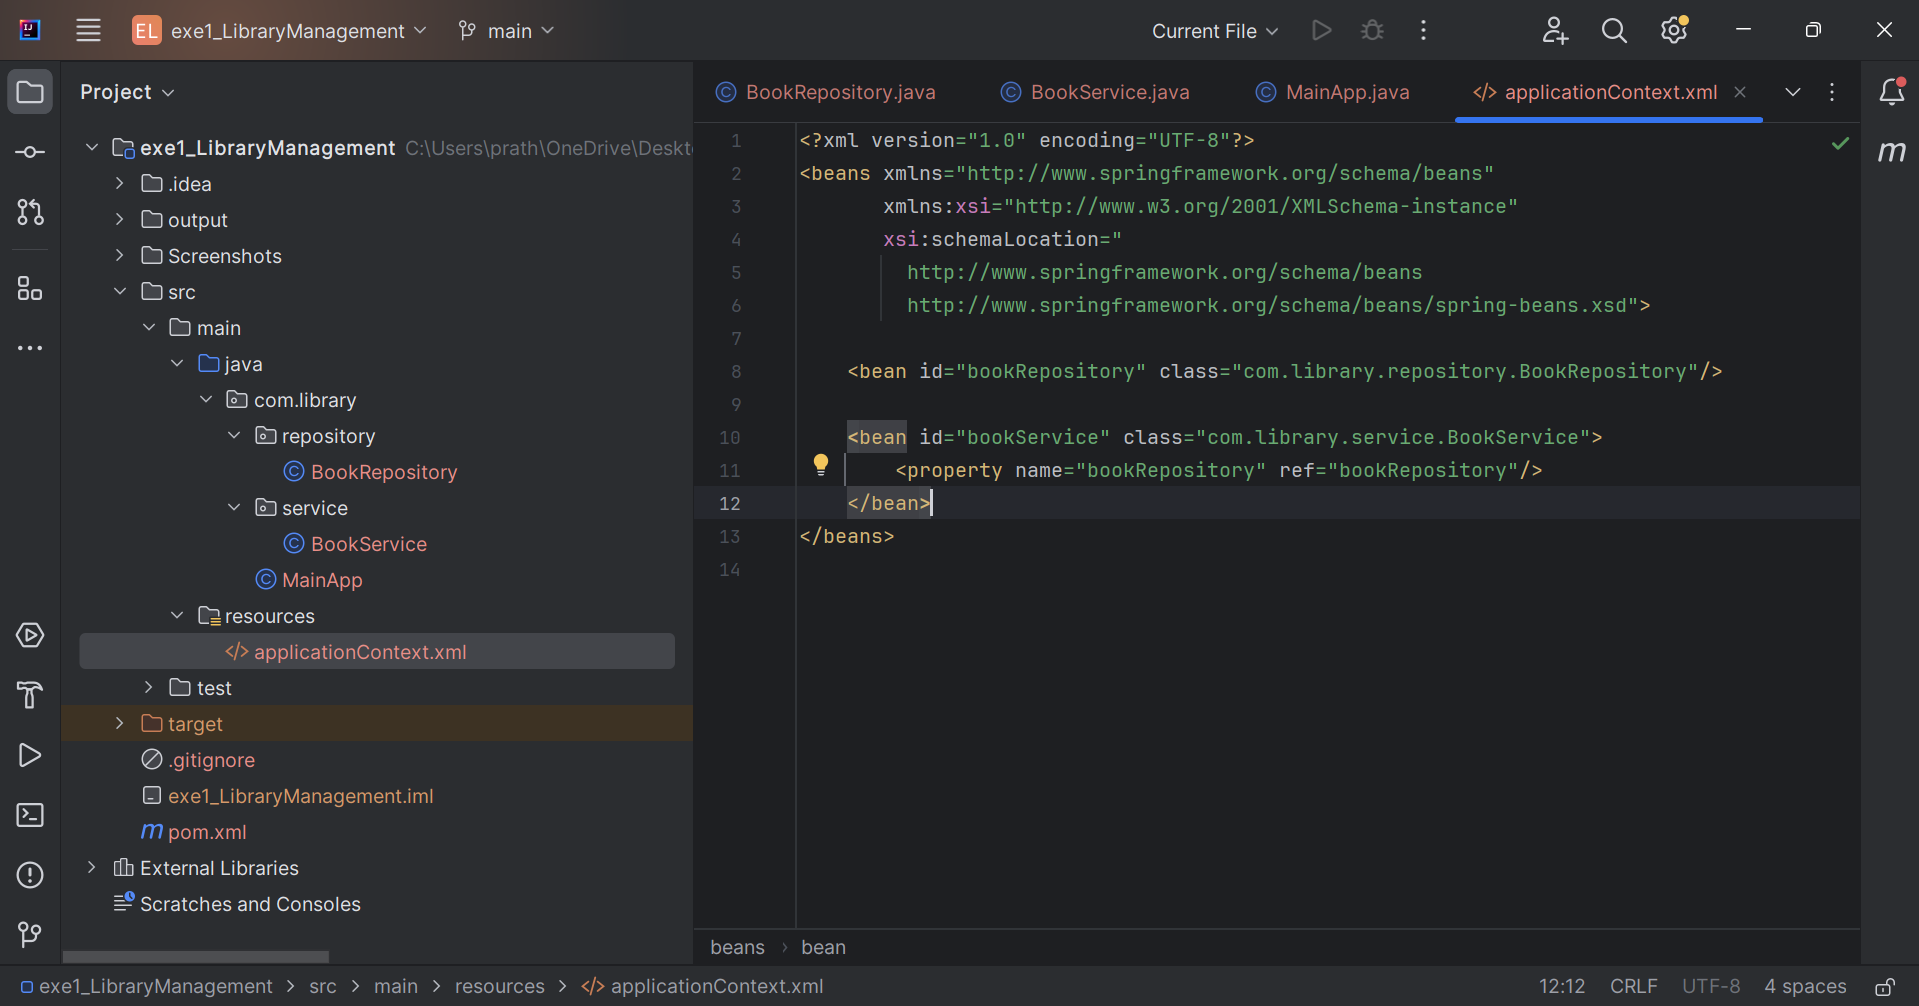 EL exe1_LibraryManagement main Current File
Project
exe1_LibraryManagement C:\Users\prath\OneDrive\Deskt
.idea
output
Screenshots
src
main
java
com.library
repository
BookRepository
service
BookService
MainApp
resources
applicationContext.xml
test
target
.gitignore
exe1_LibraryManagement.iml
pom.xml
External Libraries
Scratches and Consoles
BookRepository.java BookService.java MainApp.java applicationContext.xml
1 <?xml version="1.0" encoding="UTF-8"?>
2 <beans xmlns="http://www.springframework.org/schema/beans"
3 xmlns:xsi="http://www.w3.org/2001/XMLSchema-instance"
4 xsi:schemaLocation="
5 http://www.springframework.org/schema/beans
6 http://www.springframework.org/schema/beans/spring-beans.xsd">
7
8 <bean id="bookRepository" class="com.library.repository.BookRepository"/>
9
10 <bean id="bookService" class="com.library.service.BookService">
11 <property name="bookRepository" ref="bookRepository"/>
12 </bean>
13 </beans>
14
beans > bean
exe1_LibraryManagement > src > main > resources > applicationContext.xml 12:12 CRLF UTF-8 4 spaces